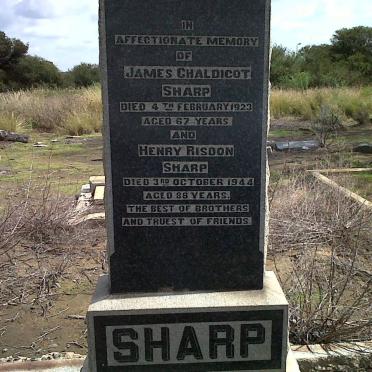 IN
AFFECTIONATE MEMORY
OF
JAMES CHALDICOT
SHARP
DIED 4TH FEBRUARY 1923
AGED 67 YEARS
AND
HENRY RISDON
SHARP
DIED 3RD OCTOBER 1944
AGED 86 YEARS.
THE BEST OF BROTHERS
AND TRUEST OF FRIENDS.
SHARP